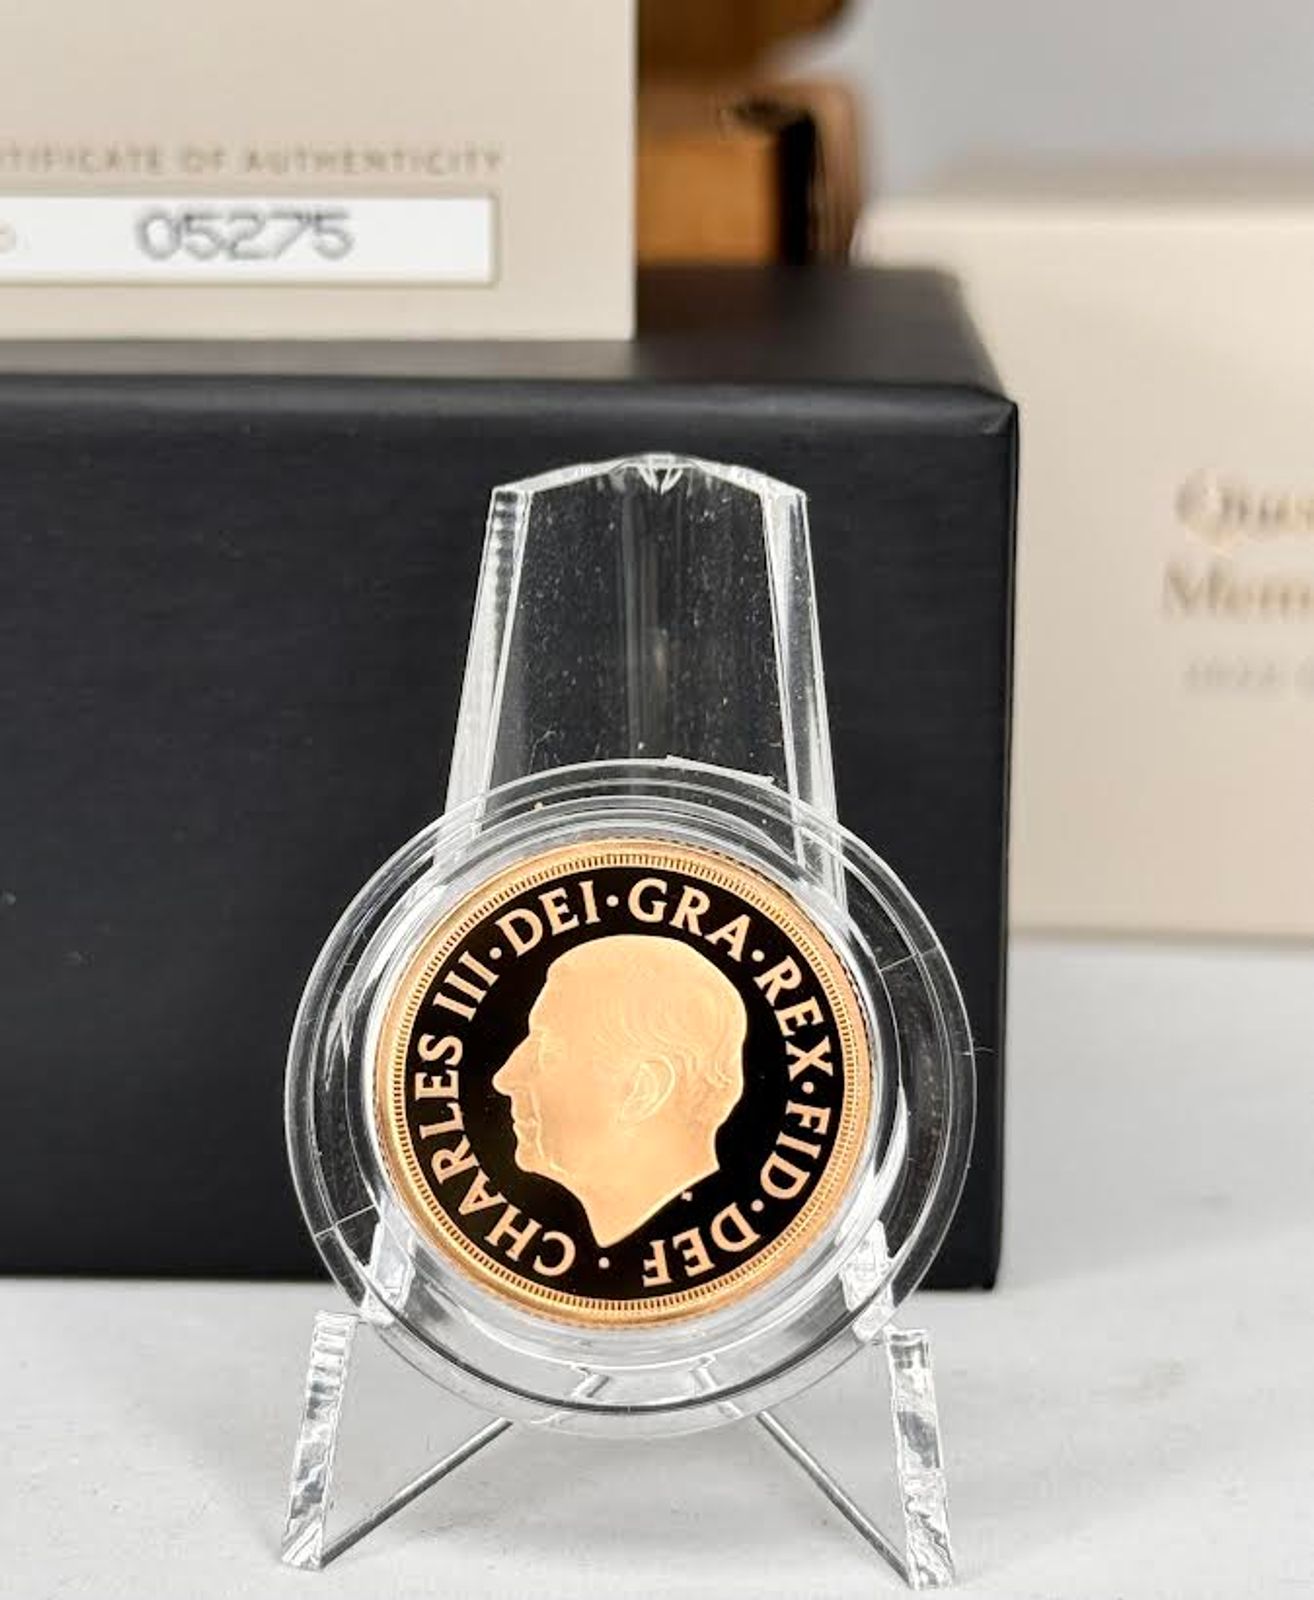 TIFICATE OF AUTHENTICITY
05275
CHARLES III · DEI · GRA · REX · FID · DEF ·